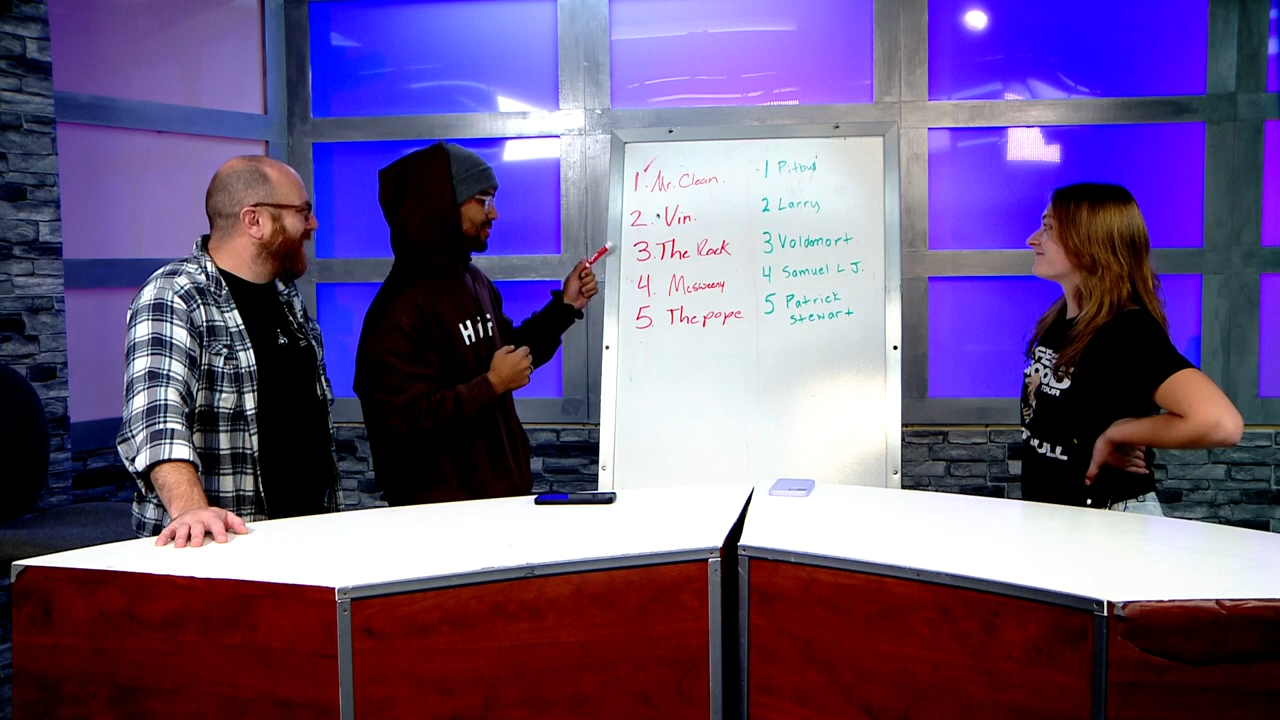 1. Mr. Clean.
2. Vin.
3. The Rock
4. Mcsweeny
5. The pope
1 Pitbull
2 Larry
3 Voldemort
4 Samuel L J.
5 Patrick
stewart
TOUR